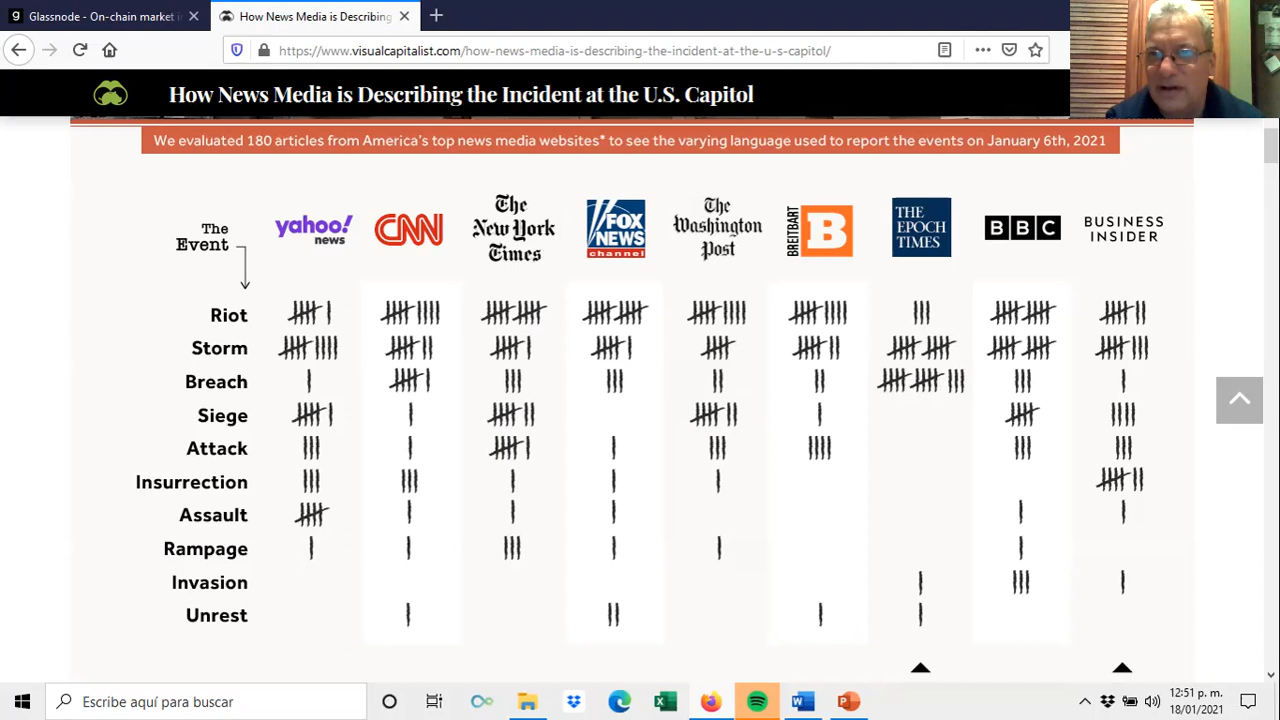 Glassnode - On-chain market i
How News Media is Describing
https://www.visualcapitalist.com/how-news-media-is-describing-the-incident-at-the-u-s-capitol/
How News Media is Describing the Incident at the U.S. Capitol
We evaluated 180 articles from America's top news media websites* to see the varying language used to report the events on January 6th, 2021
The
Event
yahoo!
news
CNN
The
New York
Times
FOX
NEWS
channel
The
Washington
Post
BREITBART
B
THE
EPOCH
TIMES
BBC
BUSINESS
INSIDER
Riot
Storm
Breach
Siege
Attack
Insurrection
Assault
Rampage
Invasion
Unrest
Escribe aquí para buscar
12:51 p. m.
18/01/2021